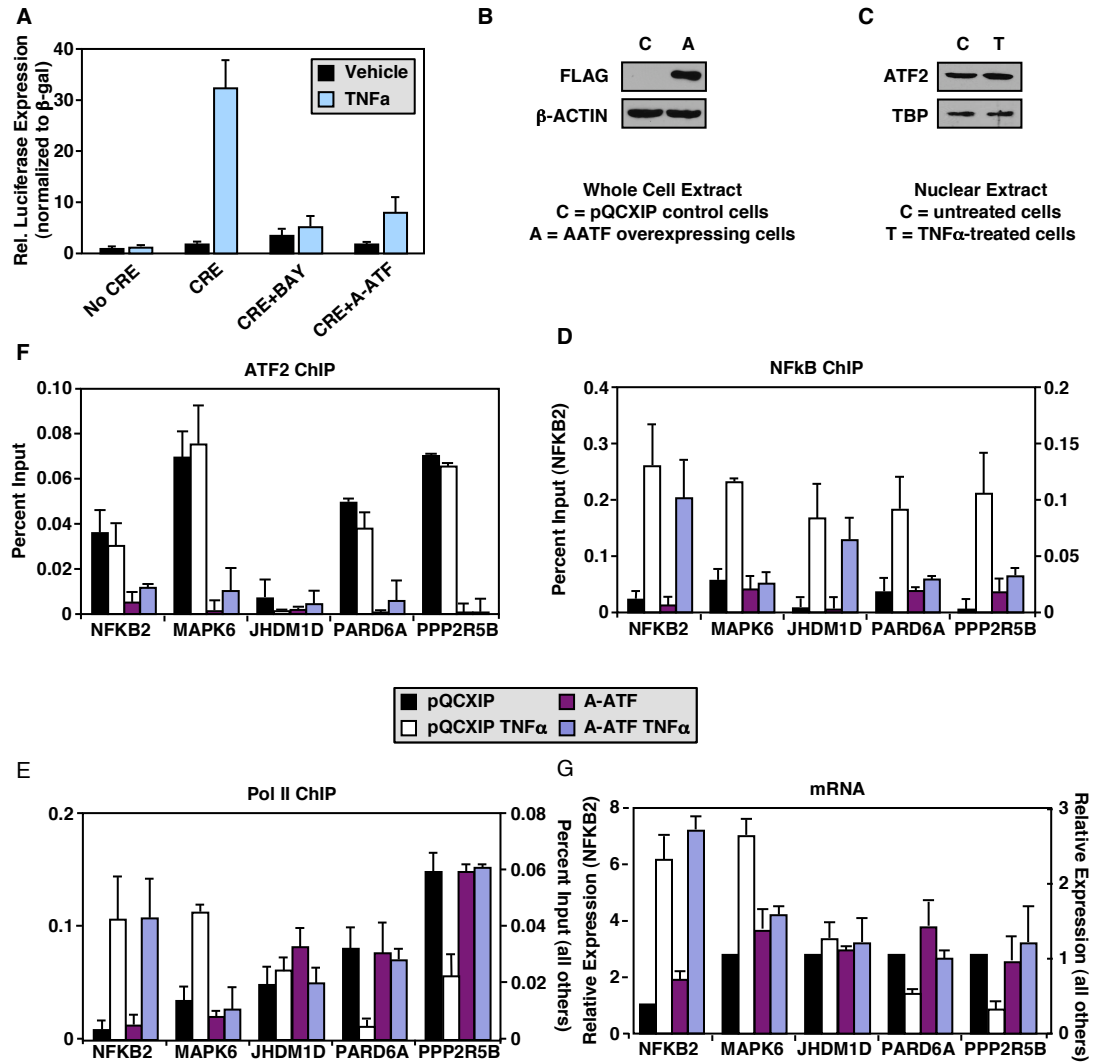 A
Rel. Luciferase Expression
(normalized to β-gal)
40
30
20
10
0
Vehicle
TNFa
No CRE
CRE
CRE+BAY
CRE+A-ATF
B
C A
FLAG
β-ACTIN
Whole Cell Extract
C = pQCXIP control cells
A = AATF overexpressing cells
C
C T
ATF2
TBP
Nuclear Extract
C = untreated cells
T = TNFα-treated cells
F
ATF2 ChIP
Percent Input
0.10
0.08
0.06
0.04
0.02
0
NFKB2 MAPK6 JHDM1D PARD6A PPP2R5B
D
NFkB ChIP
Percent Input (NFKB2)
0.4
0.3
0.2
0.1
0
0.2
0.1
0.05
0
NFKB2 MAPK6 JHDM1D PARD6A PPP2R5B
pQCXIP A-ATF
pQCXIP TNFα A-ATF TNFα
E
Pol II ChIP
0.2
0.1
0
0.08
0.06
0.04
0.02
0
Percent Input (all others)
NFKB2 MAPK6 JHDM1D PARD6A PPP2R5B
G
mRNA
Relative Expression (NFKB2)
8
6
4
2
0
3
2
1
0
Relative Expression (all others)
NFKB2 MAPK6 JHDM1D PARD6A PPP2R5B